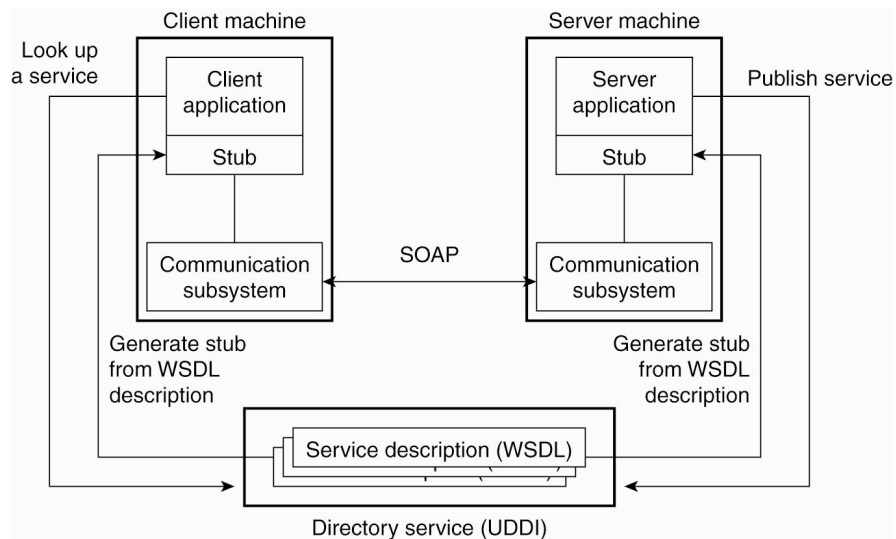 Client machine
Server machine
Look up
a service
Client
application
Server
application
Publish service
Stub
Stub
SOAP
Communication
subsystem
Communication
subsystem
Generate stub
from WSDL
description
Generate stub
from WSDL
description
Service description (WSDL)
Directory service (UDDI)